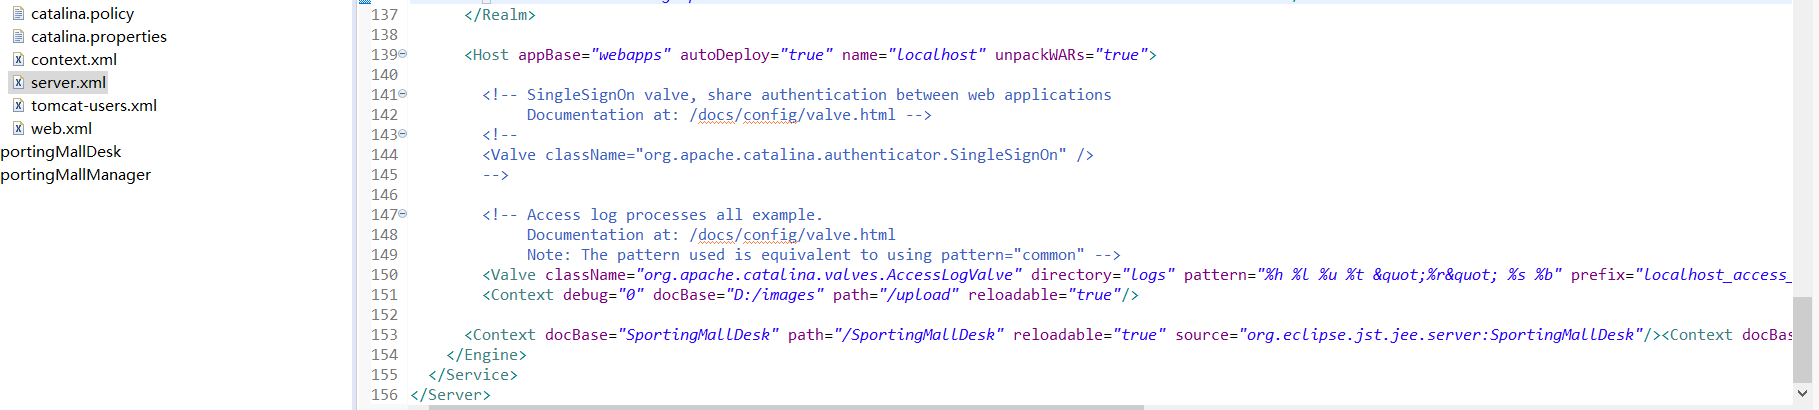 catalina.policy
catalina.properties
context.xml
server.xml
tomcat-users.xml
web.xml
portingMallDesk
portingMallManager
137 </Realm>
138
139 <Host appBase="webapps" autoDeploy="true" name="localhost" unpackWARs="true">
140
141 <!-- SingleSignOn valve, share authentication between web applications
142 Documentation at: /docs/config/valve.html -->
143 <!--
144 <Valve className="org.apache.catalina.authenticator.SingleSignOn" />
145 -->
146
147 <!-- Access log processes all example.
148 Documentation at: /docs/config/valve.html
149 Note: The pattern used is equivalent to using pattern="common" -->
150 <Valve className="org.apache.catalina.valves.AccessLogValve" directory="logs" pattern="%h %l %u %t &quot;%r&quot; %s %b" prefix="localhost_access_
151 <Context debug="0" docBase="D:/images" path="/upload" reloadable="true"/>
152
153 <Context docBase="SportingMallDesk" path="/SportingMallDesk" reloadable="true" source="org.eclipse.jst.jee.server:SportingMallDesk"/><Context docBas
154 </Engine>
155 </Service>
156 </Server>